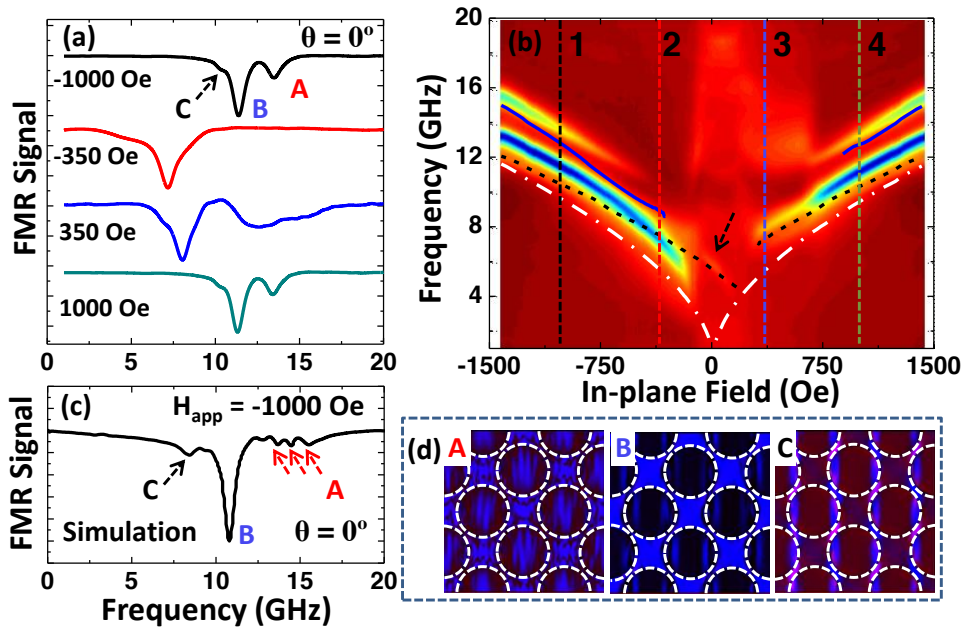 (a)
θ = 0º
-1000 Oe
C
B
A
-350 Oe
350 Oe
1000 Oe
FMR Signal
0
5
10
15
20
(b)
1
2
3
4
20
16
12
8
4
Frequency (GHz)
-1500
-750
0
750
1500
In-plane Field (Oe)
(c)
H_app = -1000 Oe
C
B
A
Simulation
θ = 0º
FMR Signal
0
5
10
15
20
Frequency (GHz)
(d)
A
B
C